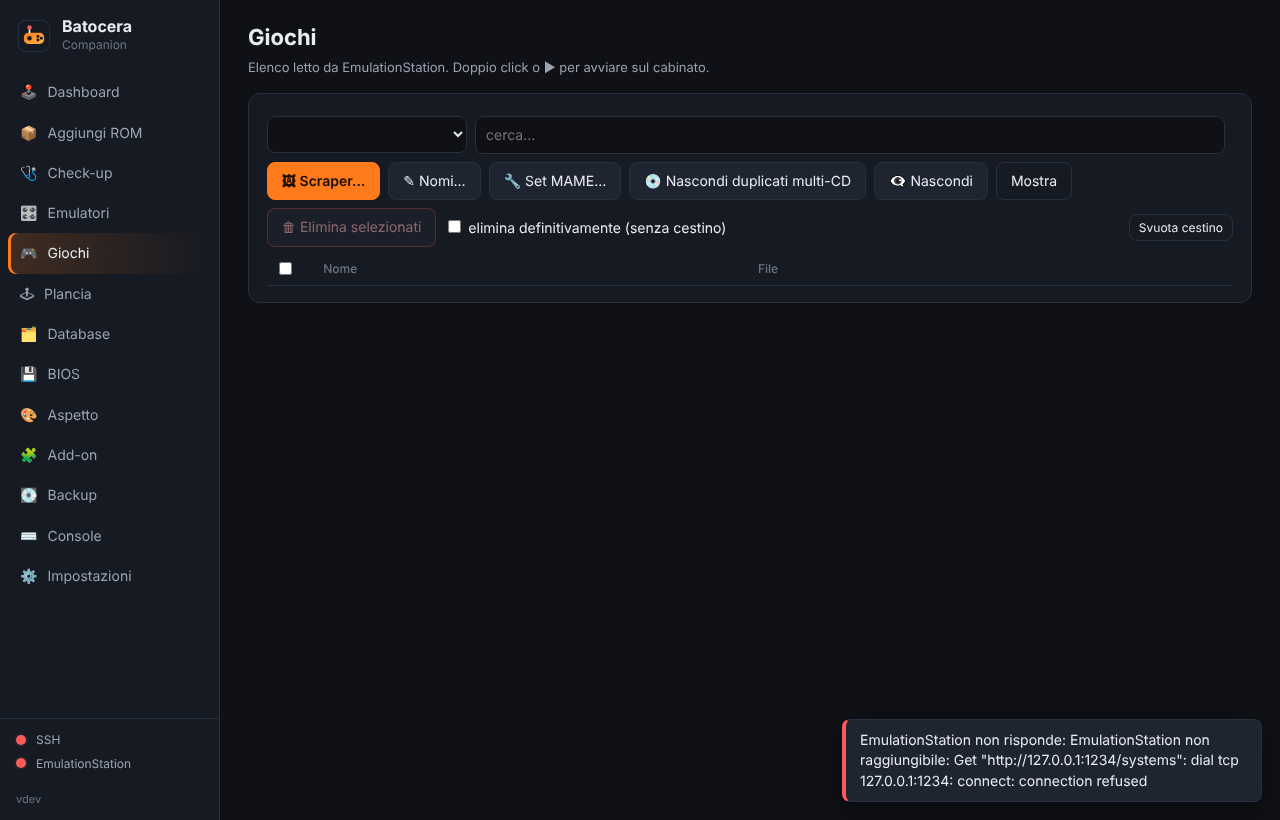 Batocera
Companion
Dashboard
Aggiungi ROM
Check-up
Emulatori
Giochi
Plancia
Database
BIOS
Aspetto
Add-on
Backup
Console
Impostazioni
SSH
EmulationStation
vdev
Giochi
Elenco letto da EmulationStation. Doppio click o ▶ per avviare sul cabinato.
cerca…
Scraper… ✎ Nomi… Set MAME… Nascondi duplicati multi-CD Nascondi Mostra
Elimina selezionati elimina definitivamente (senza cestino) Svuota cestino
Nome File
EmulationStation non risponde: EmulationStation non
raggiungibile: Get "http://127.0.0.1:1234/systems": dial tcp
127.0.0.1:1234: connect: connection refused